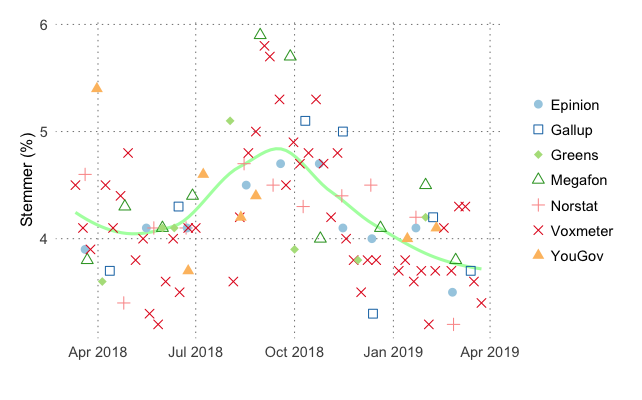 6
5
4
Stemmer (%)
Apr 2018
Jul 2018
Oct 2018
Jan 2019
Apr 2019
Epinion
Gallup
Greens
Megafon
Norstat
Voxmeter
YouGov